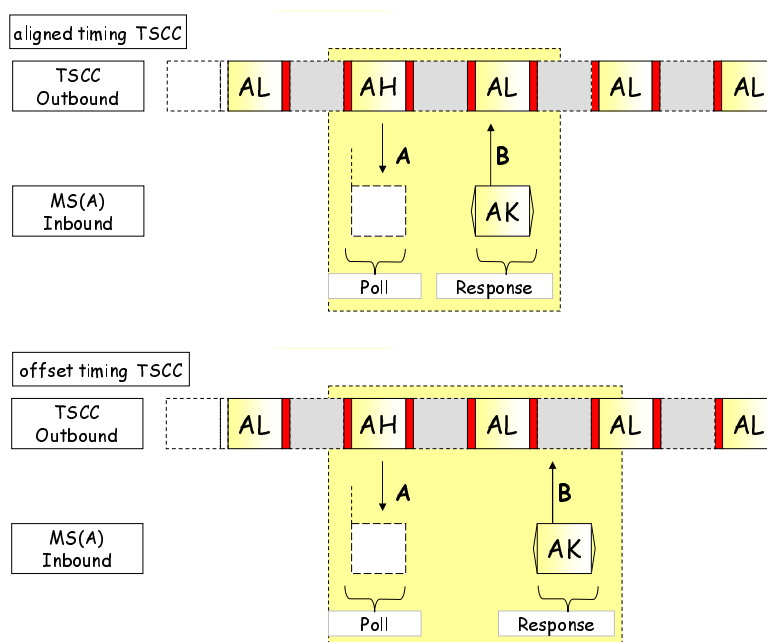 aligned timing TSCC
TSCC
Outbound
AL AH AL AL AL
A B
MS(A)
Inbound
AK
Poll Response
offset timing TSCC
TSCC
Outbound
AL AH AL AL AL
A B
MS(A)
Inbound
AK
Poll Response